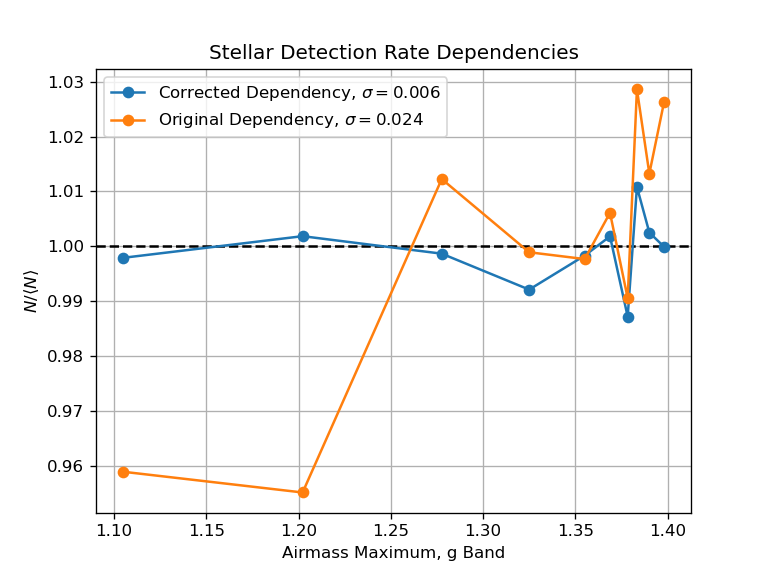 Stellar Detection Rate Dependencies
Corrected Dependency, σ = 0.006
Original Dependency, σ = 0.024
1.03
1.02
1.01
1.00
0.99
0.98
0.97
0.96
N/⟨N⟩
1.10 1.15 1.20 1.25 1.30 1.35 1.40
Airmass Maximum, g Band